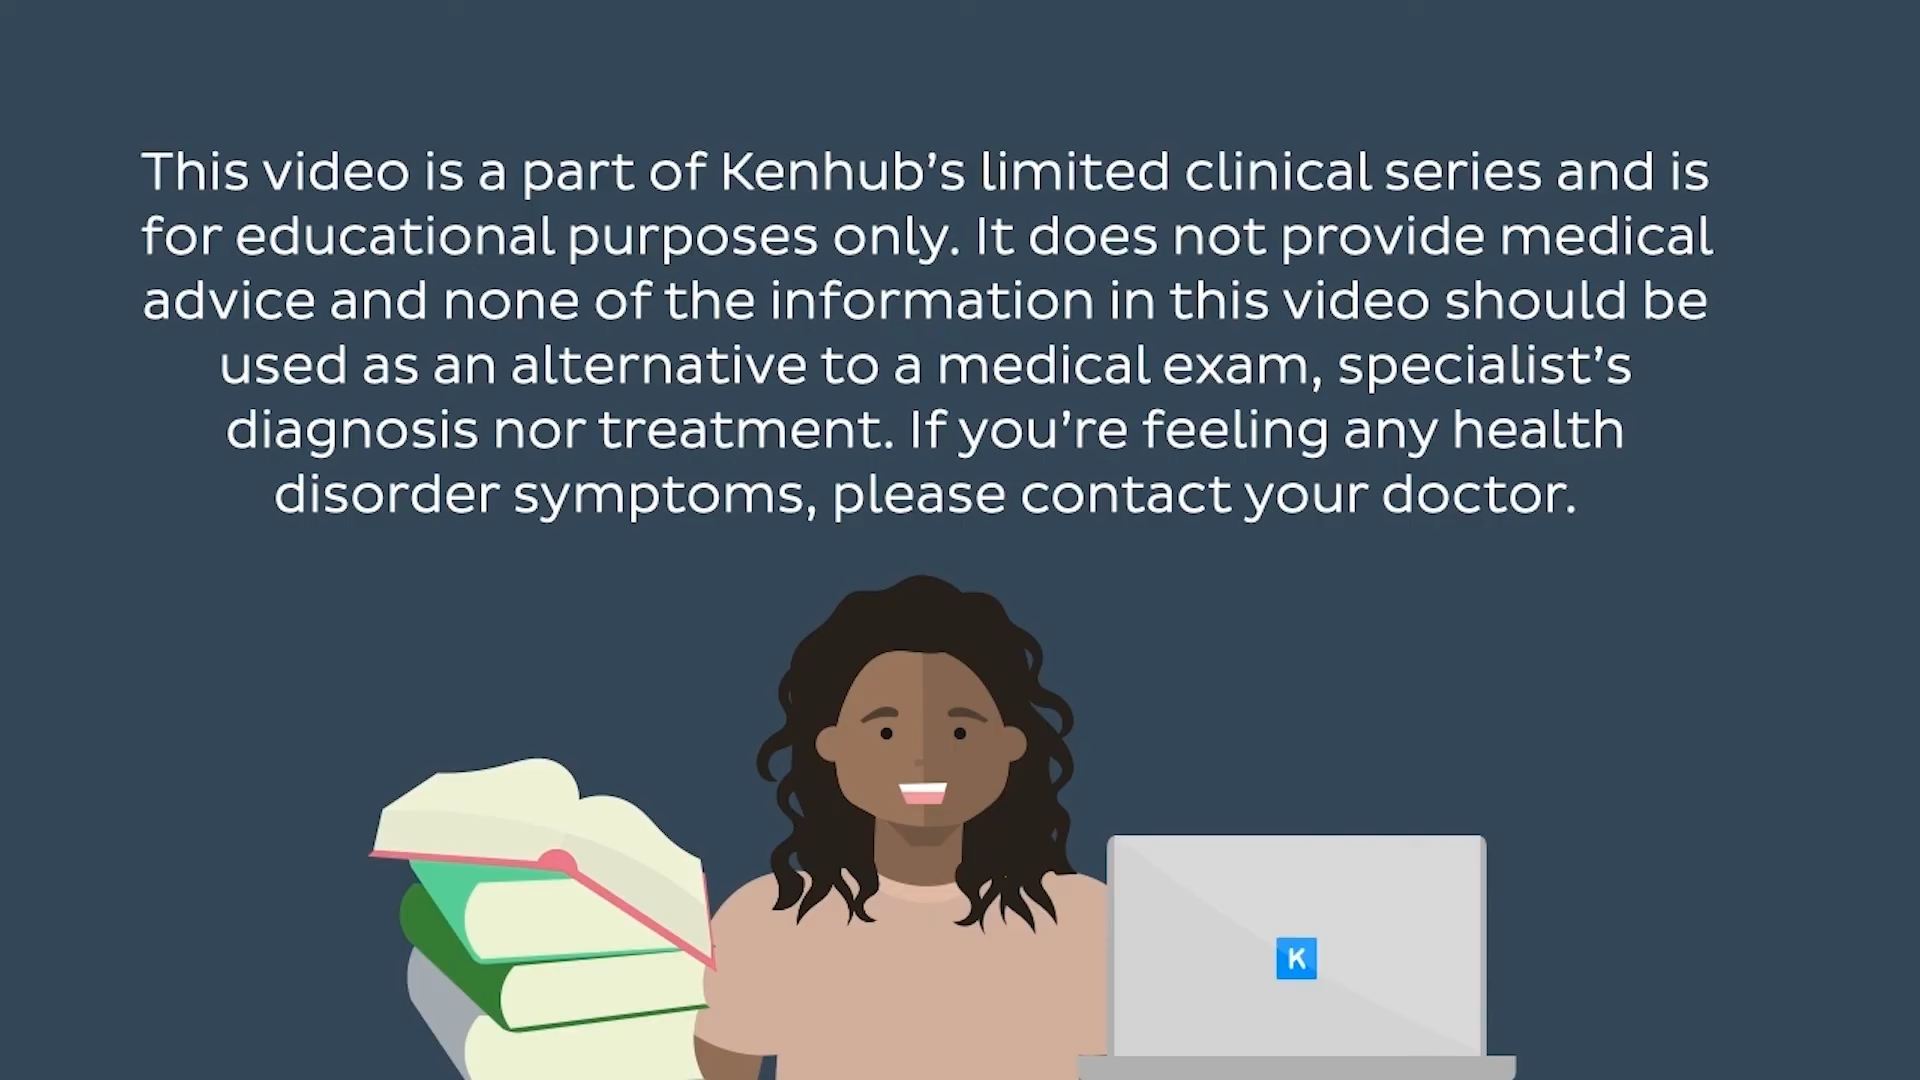 This video is a part of Kenhub’s limited clinical series and is
for educational purposes only. It does not provide medical
advice and none of the information in this video should be
used as an alternative to a medical exam, specialist’s
diagnosis nor treatment. If you’re feeling any health
disorder symptoms, please contact your doctor.
K